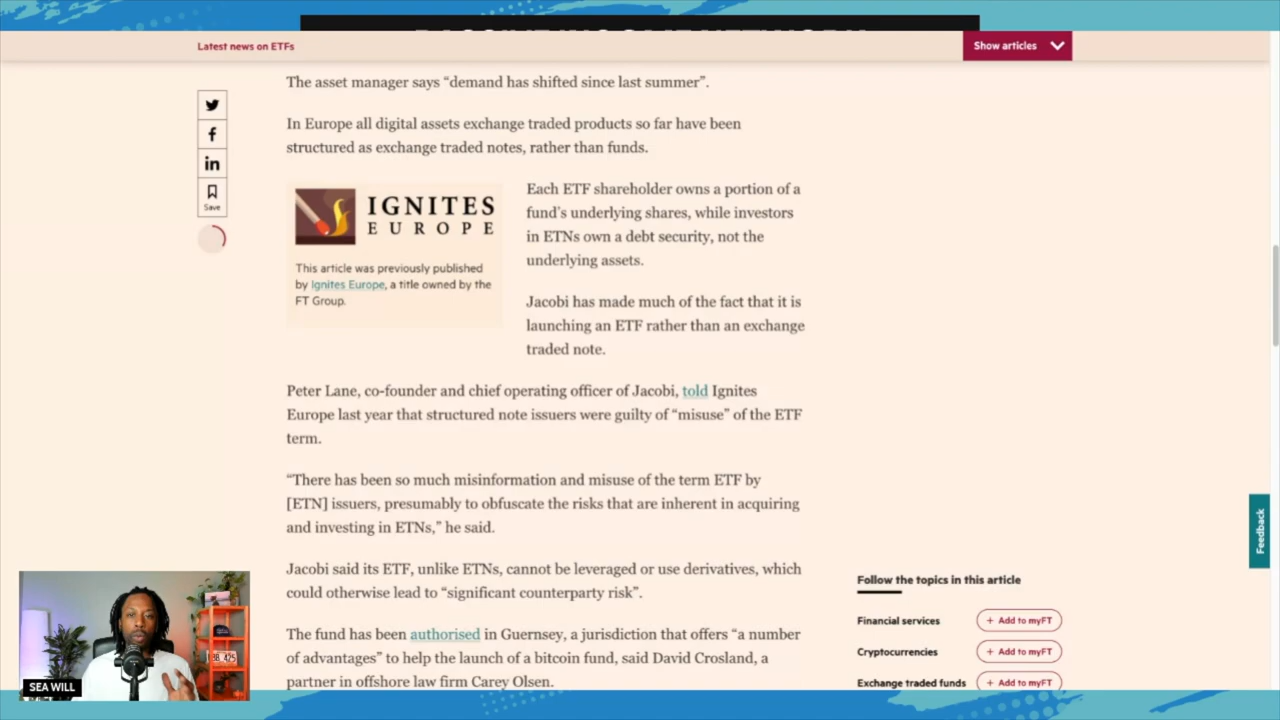 Latest news on ETFs
Show articles
The asset manager says “demand has shifted since last summer”.
In Europe all digital assets exchange traded products so far have been
structured as exchange traded notes, rather than funds.
Save
IGNITES
EUROPE
This article was previously published
by Ignites Europe, a title owned by the
FT Group.
Each ETF shareholder owns a portion of a
fund’s underlying shares, while investors
in ETNs own a debt security, not the
underlying assets.
Jacobi has made much of the fact that it is
launching an ETF rather than an exchange
traded note.
Peter Lane, co-founder and chief operating officer of Jacobi, told Ignites
Europe last year that structured note issuers were guilty of “misuse” of the ETF
term.
“There has been so much misinformation and misuse of the term ETF by
[ETN] issuers, presumably to obfuscate the risks that are inherent in acquiring
and investing in ETNs,” he said.
Jacobi said its ETF, unlike ETNs, cannot be leveraged or use derivatives, which
could otherwise lead to “significant counterparty risk”.
The fund has been authorised in Guernsey, a jurisdiction that offers “a number
of advantages” to help the launch of a bitcoin fund, said David Crosland, a
partner in offshore law firm Carey Olsen.
Feedback
Follow the topics in this article
Financial services
+ Add to myFT
Cryptocurrencies
+ Add to myFT
Exchange traded funds
+ Add to myFT
SEA WILL